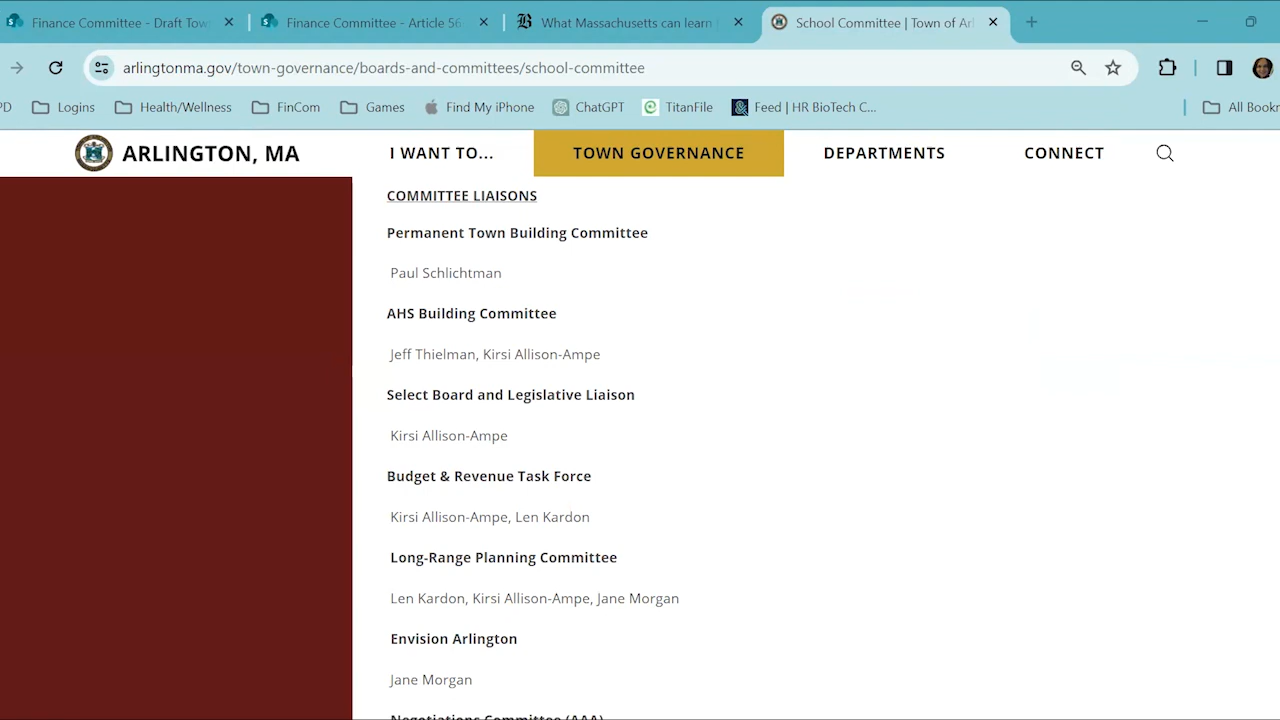 Finance Committee - Draft Tow
Finance Committee - Article 56
What Massachusetts can learn
School Committee | Town of Arl
arlingtonma.gov/town-governance/boards-and-committees/school-committee
PD
Logins
Health/Wellness
FinCom
Games
Find My iPhone
ChatGPT
TitanFile
Feed | HR BioTech C...
All Bookm
ARLINGTON, MA
I WANT TO...
TOWN GOVERNANCE
DEPARTMENTS
CONNECT
COMMITTEE LIAISONS
Permanent Town Building Committee
Paul Schlichtman
AHS Building Committee
Jeff Thielman, Kirsi Allison-Ampe
Select Board and Legislative Liaison
Kirsi Allison-Ampe
Budget & Revenue Task Force
Kirsi Allison-Ampe, Len Kardon
Long-Range Planning Committee
Len Kardon, Kirsi Allison-Ampe, Jane Morgan
Envision Arlington
Jane Morgan
Negotiations Committee (AAA)